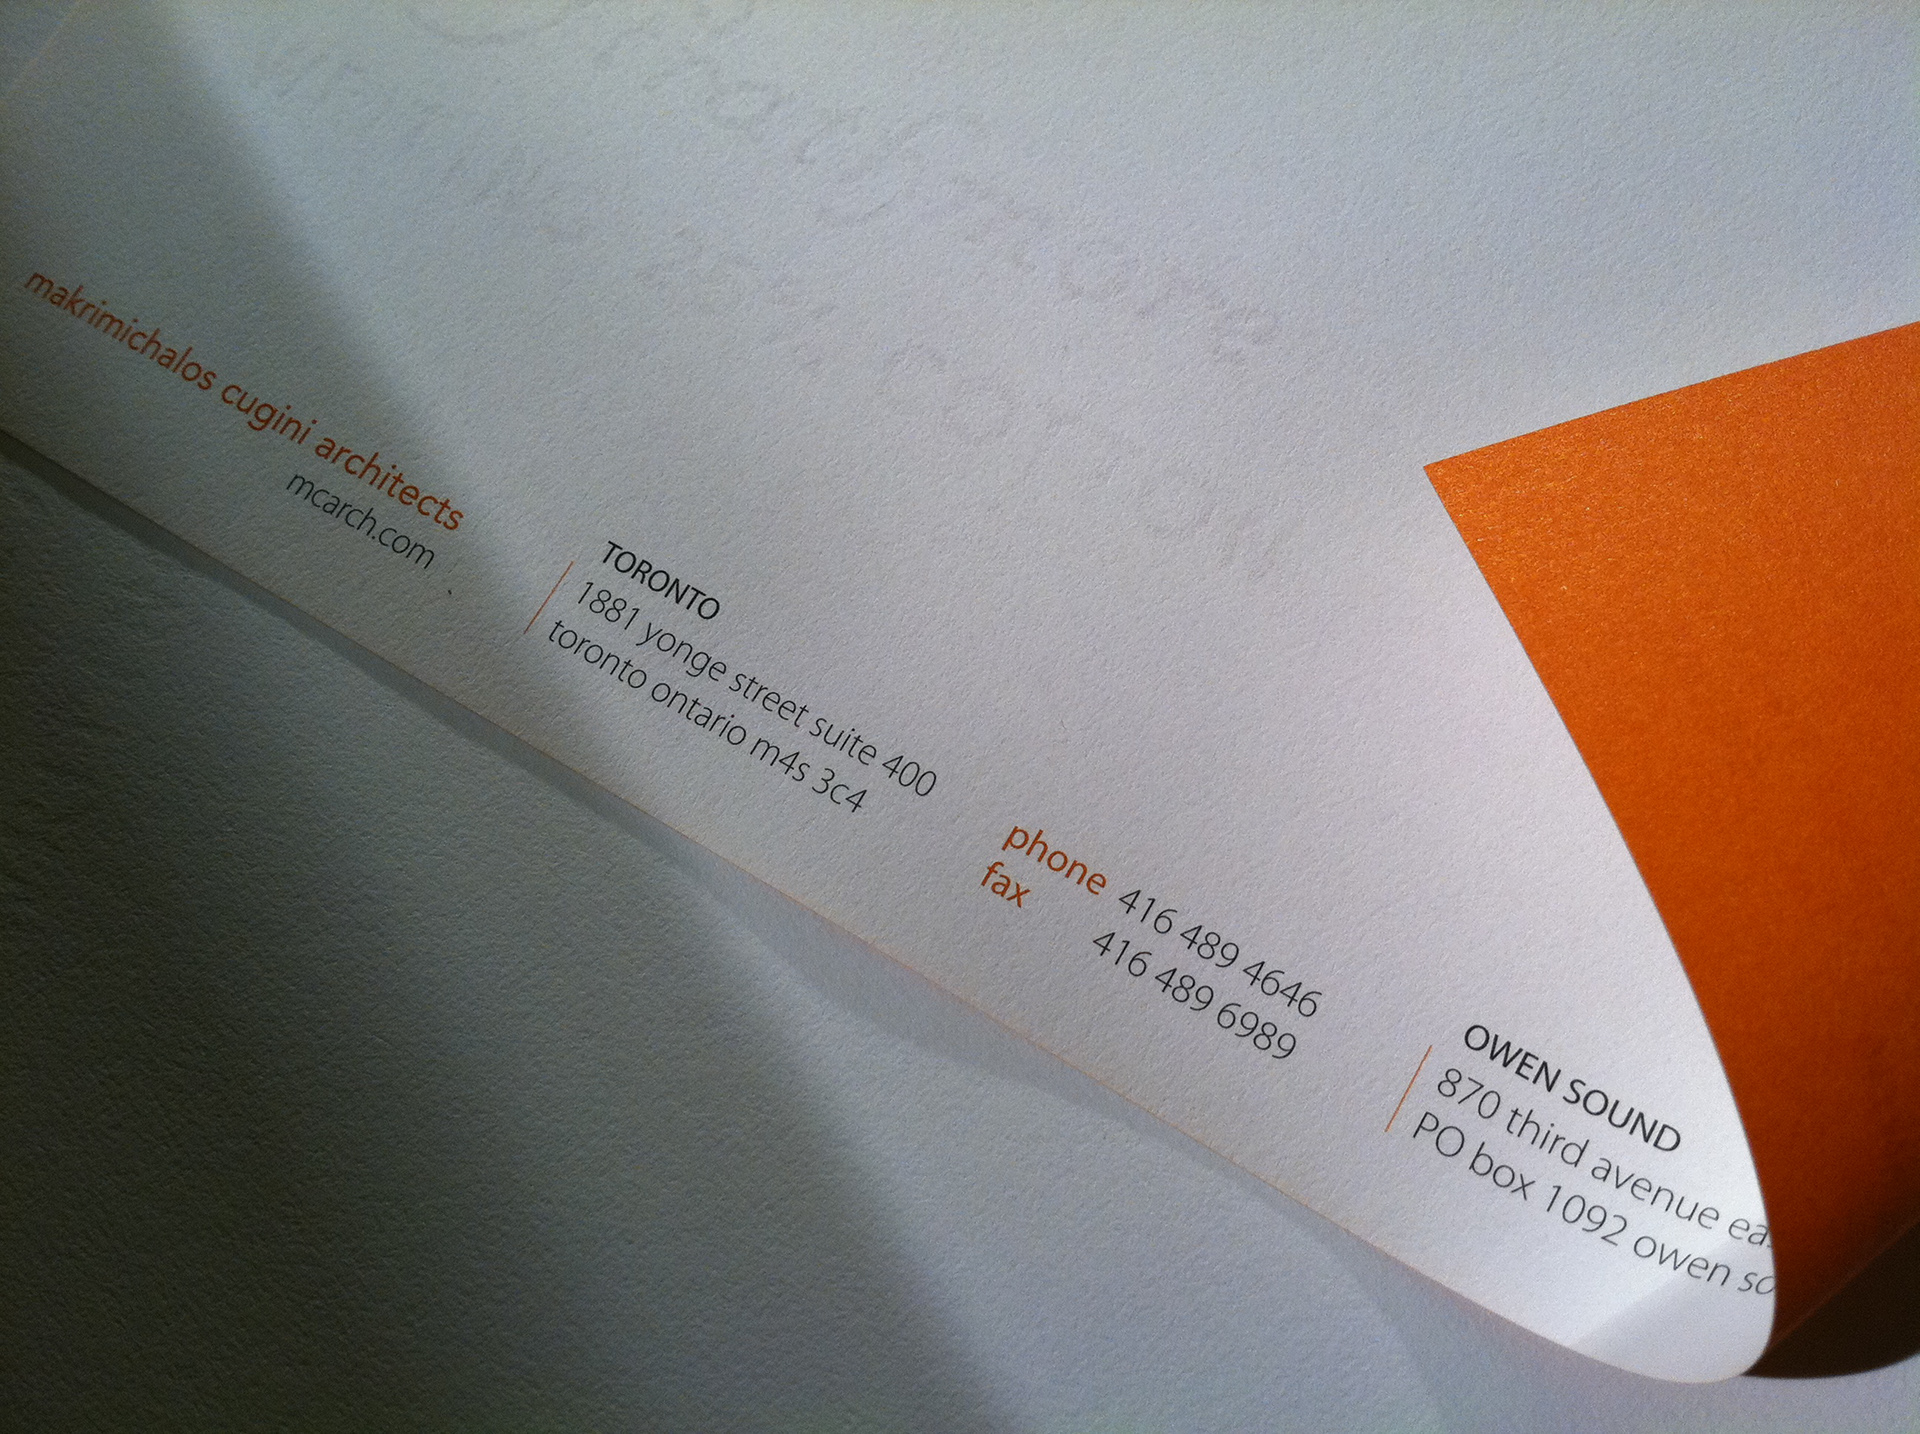 makrimichalos cugini architects
mcarch.com
TORONTO
1881 yonge street suite 400
toronto ontario m4s 3c4
phone 416 489 4646
fax 416 489 6989
OWEN SOUND
870 third avenue
PO box 1092 owen